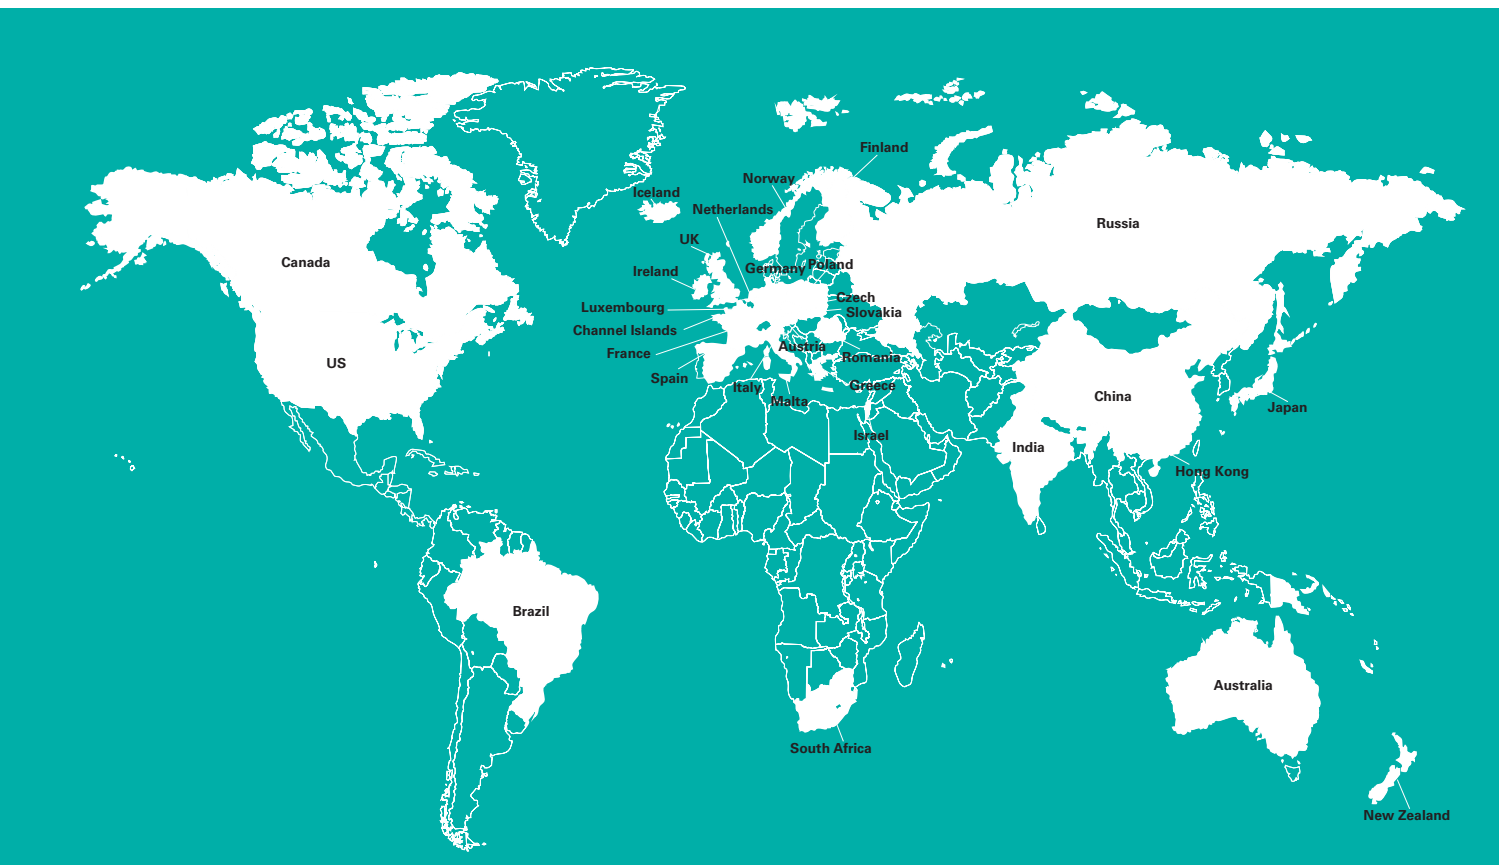 Finland
Norway
Iceland
Netherlands
Russia
UK
Canada
Germany
Poland
Ireland
Czech
Luxembourg
Slovakia
Channel Islands
Austria
France
Romania
US
Spain
Greece
Italy
China
Malta
Japan
Israel
India
Hong Kong
Brazil
Australia
South Africa
New Zealand